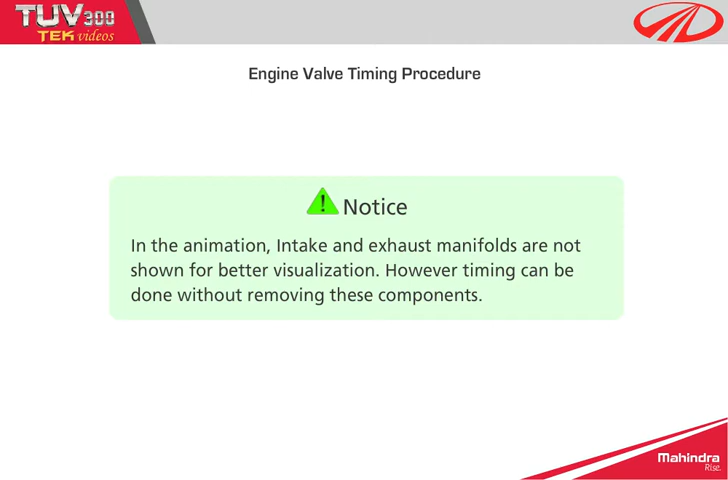 TUV300
TEK videos
Engine Valve Timing Procedure
! Notice
In the animation, Intake and exhaust manifolds are not
shown for better visualization. However timing can be
done without removing these components.
Mahindra
Rise.